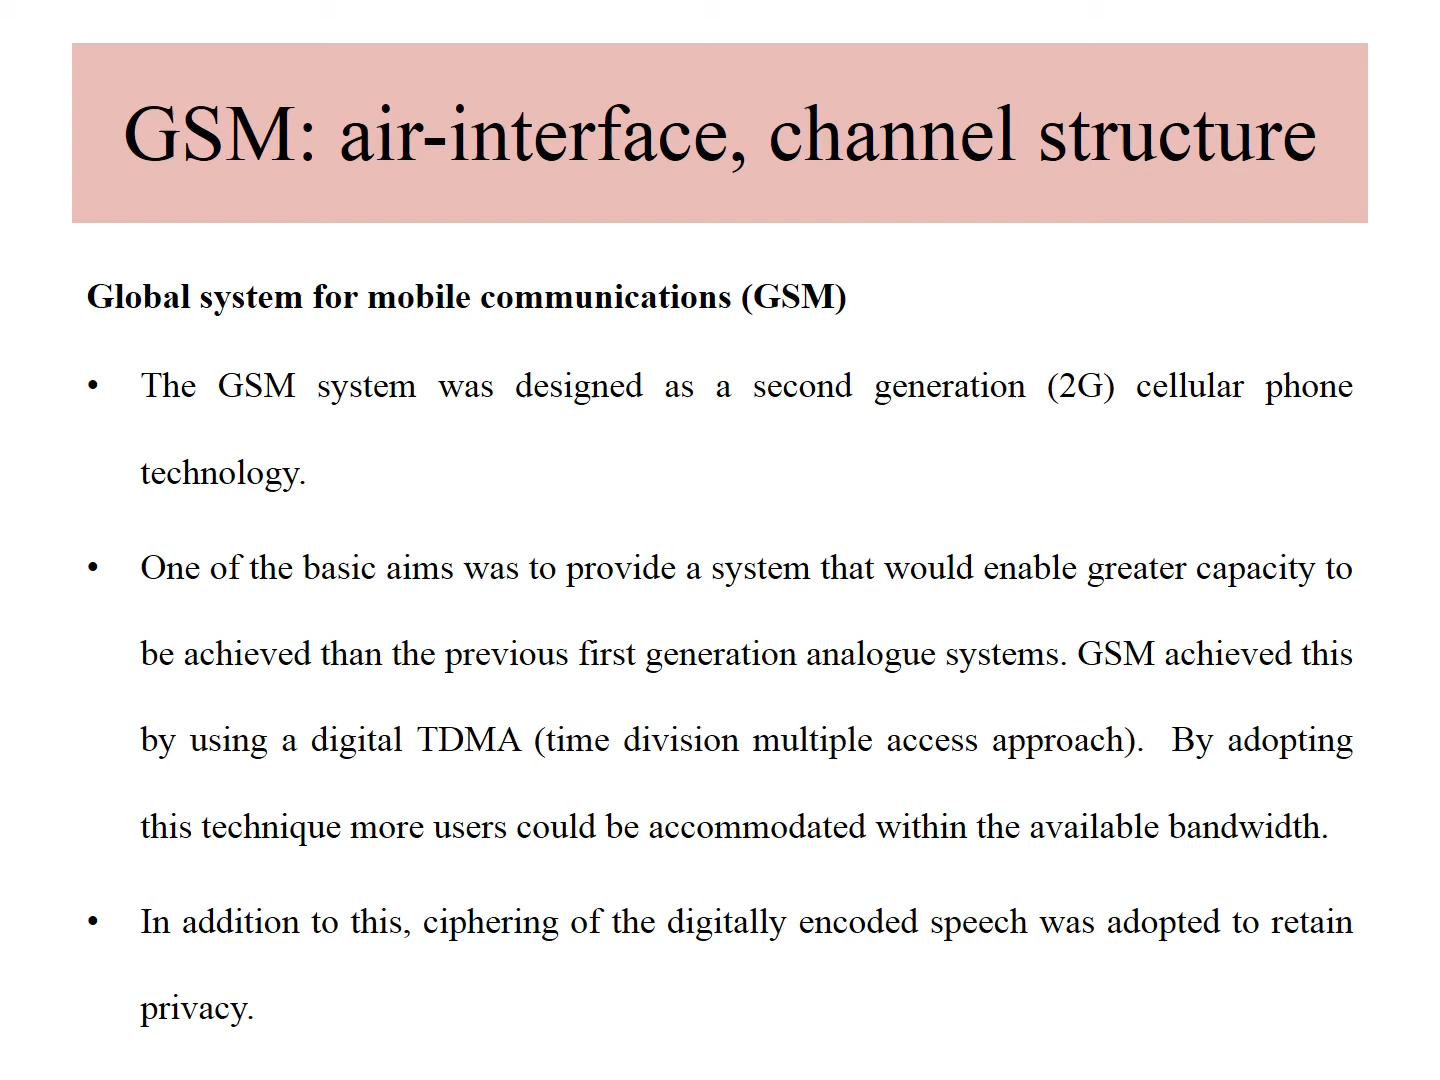 GSM: air-interface, channel structure
Global system for mobile communications (GSM)
• The GSM system was designed as a second generation (2G) cellular phone
technology.
• One of the basic aims was to provide a system that would enable greater capacity to
be achieved than the previous first generation analogue systems. GSM achieved this
by using a digital TDMA (time division multiple access approach).  By adopting
this technique more users could be accommodated within the available bandwidth.
• In addition to this, ciphering of the digitally encoded speech was adopted to retain
privacy.